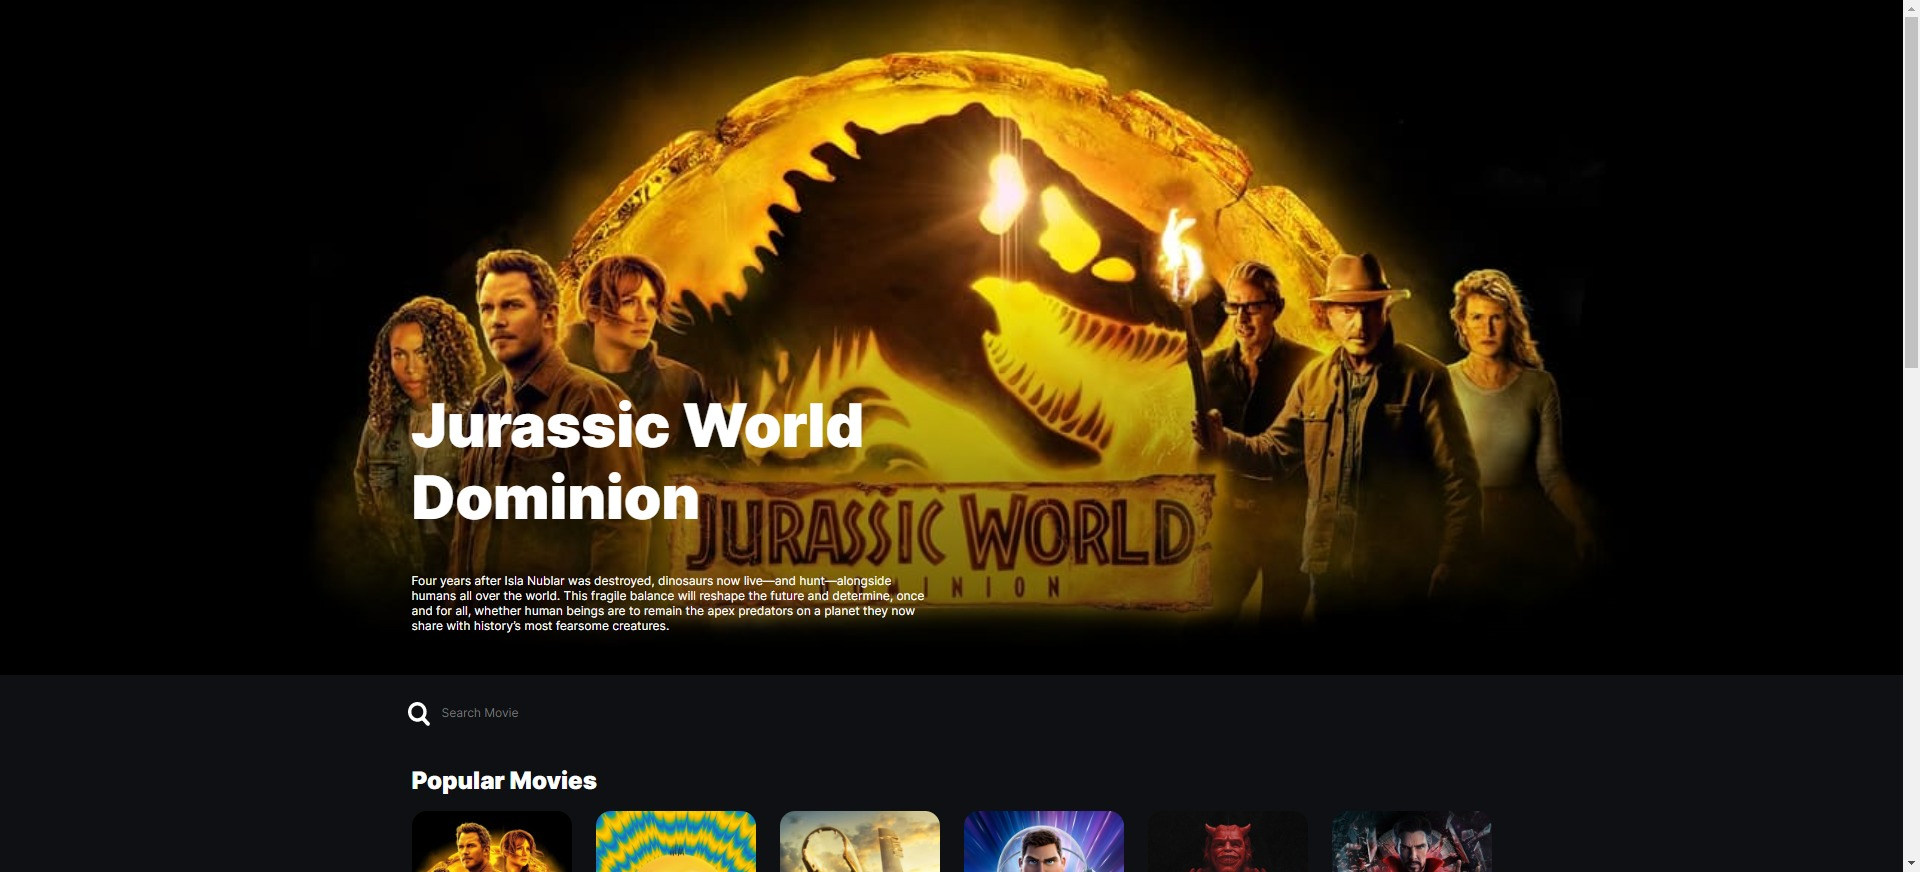 Jurassic World
Dominion
JURASSIC WORLD
DOMINION
Four years after Isla Nublar was destroyed, dinosaurs now live—and hunt—alongside
humans all over the world. This fragile balance will reshape the future and determine, once
and for all, whether human beings are to remain the apex predators on a planet they now
share with history’s most fearsome creatures.
Search Movie
Popular Movies